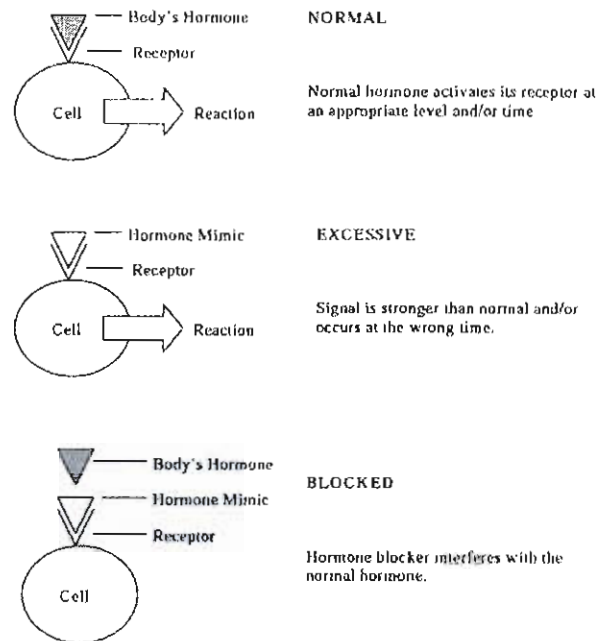 Body's Hormone
NORMAL
Receptor
Normal hormone activates its receptor at
an appropriate level and/or time
Cell
Reaction
Hormone Mimic
EXCESSIVE
Receptor
Signal is stronger than normal and/or
occurs at the wrong time.
Cell
Reaction
Body's Hormone
BLOCKED
Hormone Mimic
Receptor
Hormone blocker interferes with the
normal hormone.
Cell